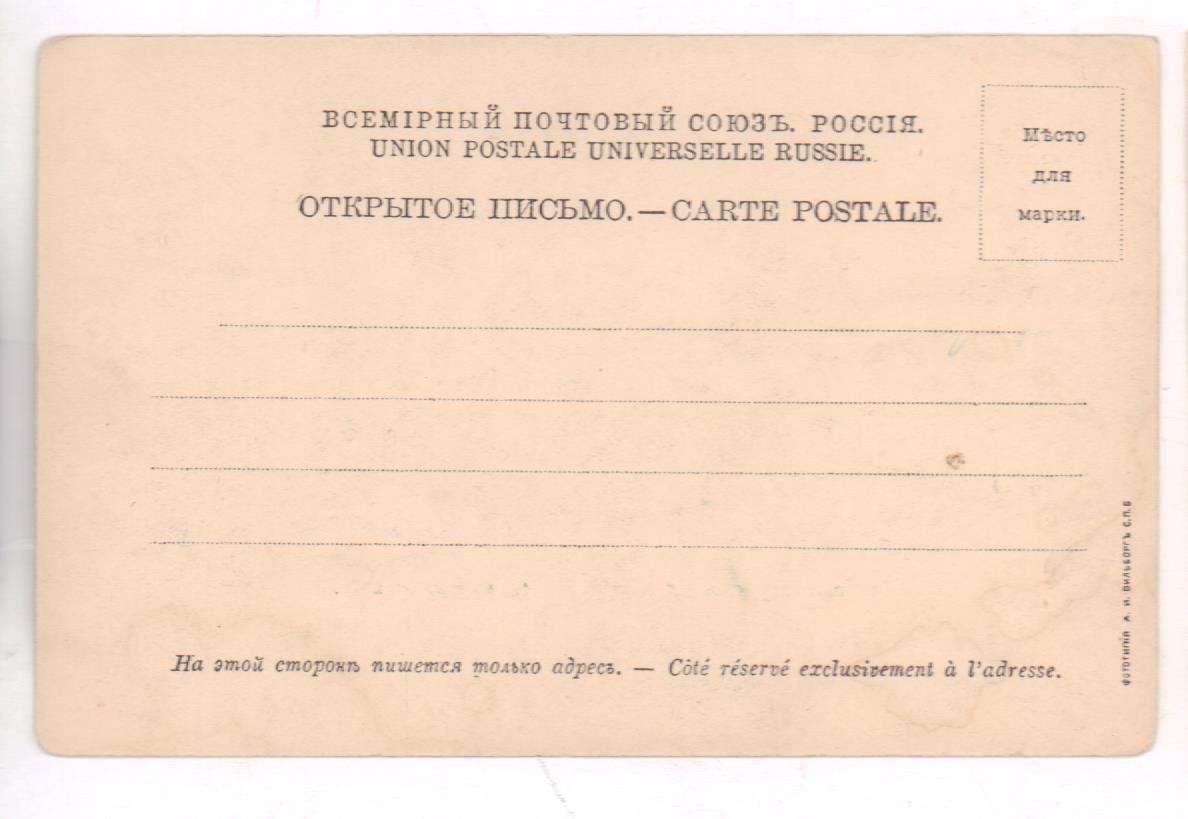 ВСЕМІРНЫЙ ПОЧТОВЫЙ СОЮЗЪ. РОССІЯ.
UNION POSTALE UNIVERSELLE RUSSIE.
ОТКРЫТОЕ ПИСЬМО. — CARTE POSTALE.
Мѣсто
для
марки.
На этой сторонѣ пишется только адресъ. — Côté réservé exclusivement à l'adresse.
ФОТОТИПІЯ А. И. ВИЛЬБОРГЪ С.П.Б